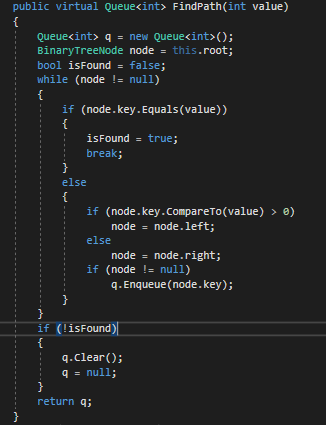 public virtual Queue<int> FindPath(int value)
{
    Queue<int> q = new Queue<int>();
    BinaryTreeNode node = this.root;
    bool isFound = false;
    while (node != null)
    {
        if (node.key.Equals(value))
        {
            isFound = true;
            break;
        }
        else
        {
            if (node.key.CompareTo(value) > 0)
                node = node.left;
            else
                node = node.right;
            if (node != null)
                q.Enqueue(node.key);
        }
    }
    if (!isFound)
    {
        q.Clear();
        q = null;
    }
    return q;
}